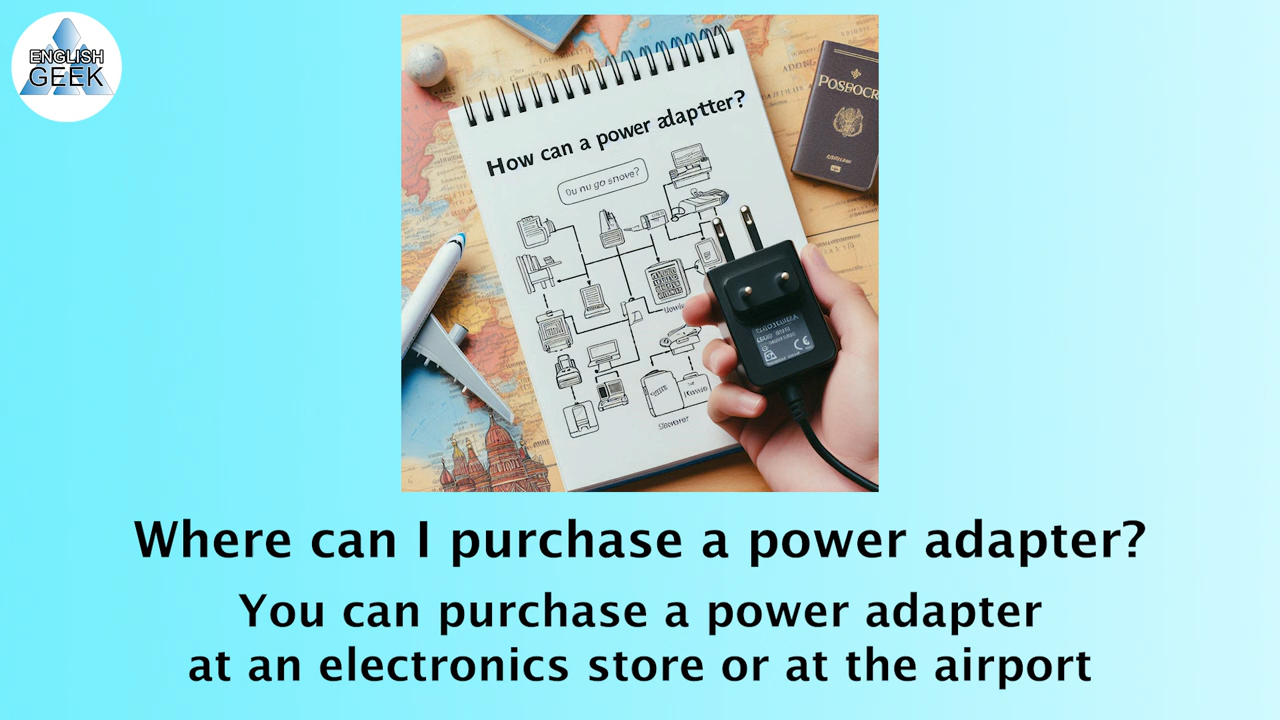 ENGLISH
GEEK
How can a power adaptter?
POSFOCR
Where can I purchase a power adapter?
You can purchase a power adapter
at an electronics store or at the airport